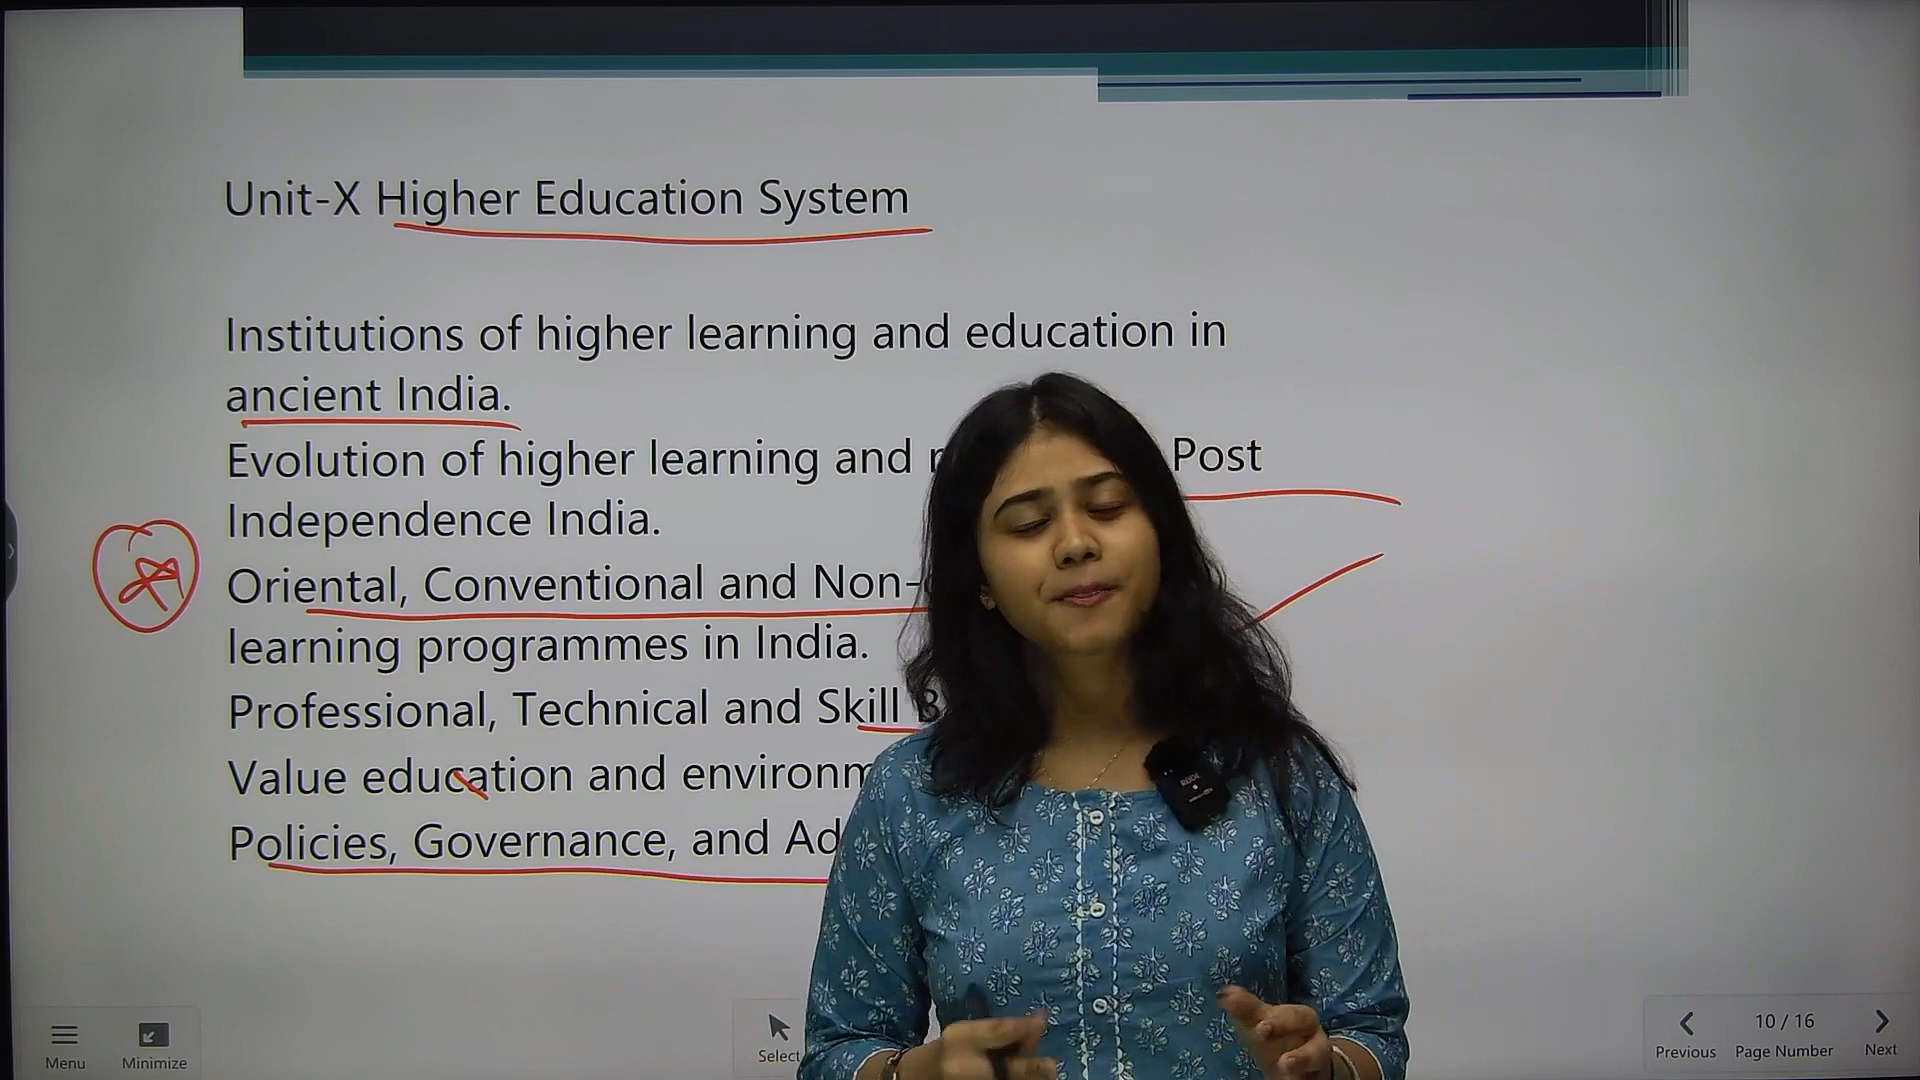 Unit-X Higher Education System
Institutions of higher learning and education in
ancient India.
Evolution of higher learning and Post
Independence India.
Oriental, Conventional and Non-
learning programmes in India.
Professional, Technical and Skill B
Value education and
Policies, Governance, and
RODE
Menu
Minimize
Select
Previous
10 / 16
Page Number
Next